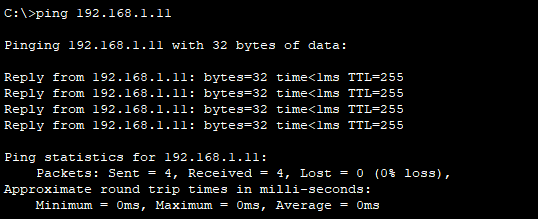 C:\>ping 192.168.1.11
Pinging 192.168.1.11 with 32 bytes of data:
Reply from 192.168.1.11: bytes=32 time<1ms TTL=255
Reply from 192.168.1.11: bytes=32 time<1ms TTL=255
Reply from 192.168.1.11: bytes=32 time<1ms TTL=255
Reply from 192.168.1.11: bytes=32 time<1ms TTL=255
Ping statistics for 192.168.1.11:
Packets: Sent = 4, Received = 4, Lost = 0 (0% loss),
Approximate round trip times in milli-seconds:
Minimum = 0ms, Maximum = 0ms, Average = 0ms